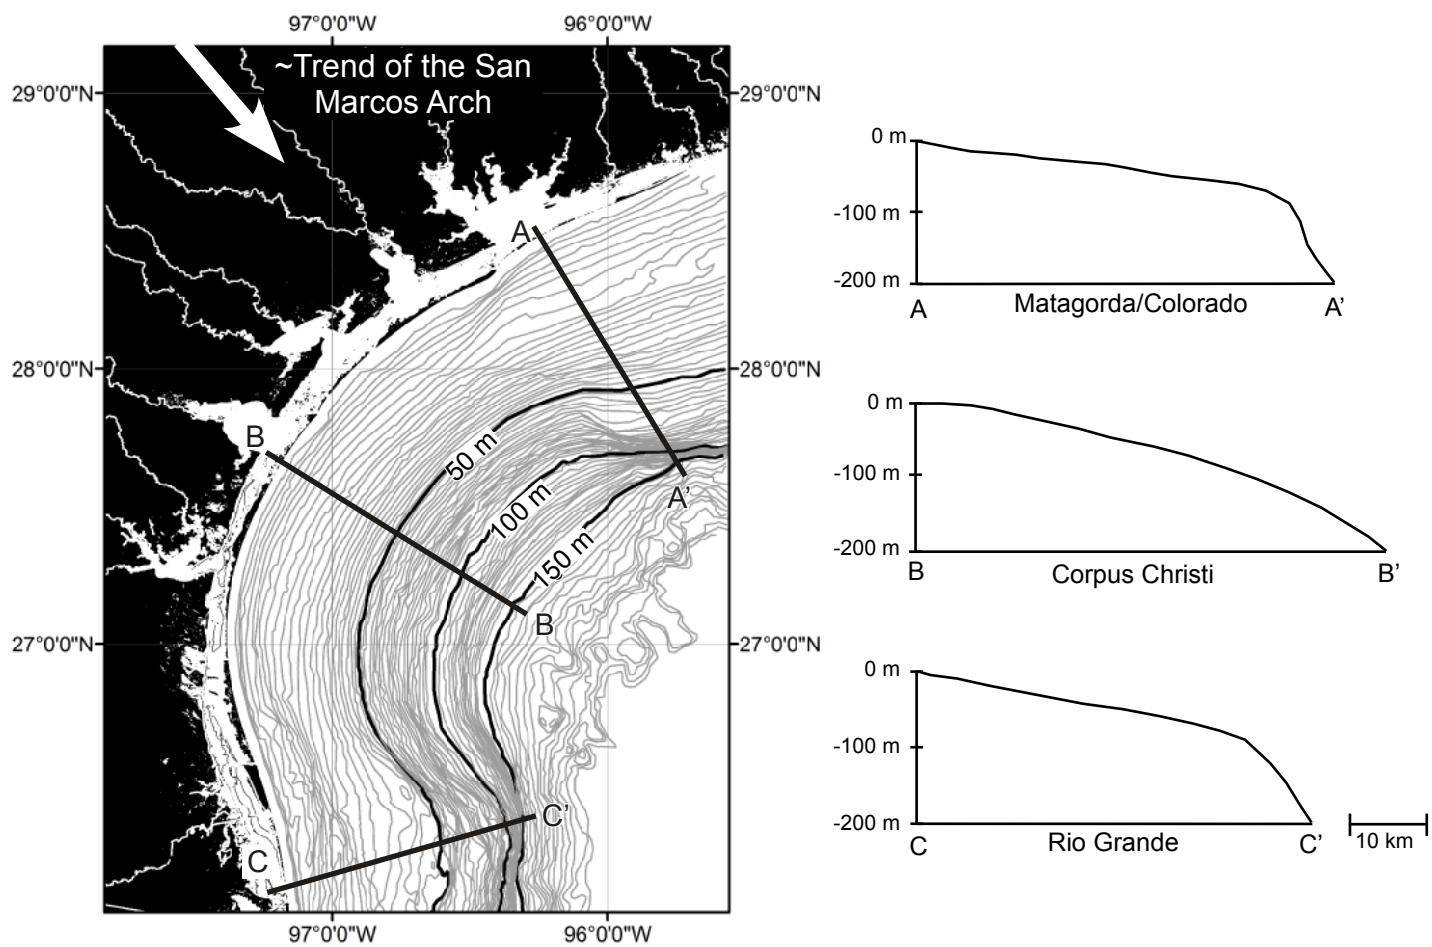 97°0'0"W
96°0'0"W
~Trend of the San
Marcos Arch
29°0'0"N
29°0'0"N
28°0'0"N
28°0'0"N
27°0'0"N
27°0'0"N
A
A'
B
B
C
C'
50 m
100 m
150 m
97°0'0"W
96°0'0"W
0 m
-100 m
-200 m
A
Matagorda/Colorado
A'
0 m
-100 m
-200 m
B
Corpus Christi
B'
0 m
-100 m
-200 m
C
Rio Grande
C'
10 km